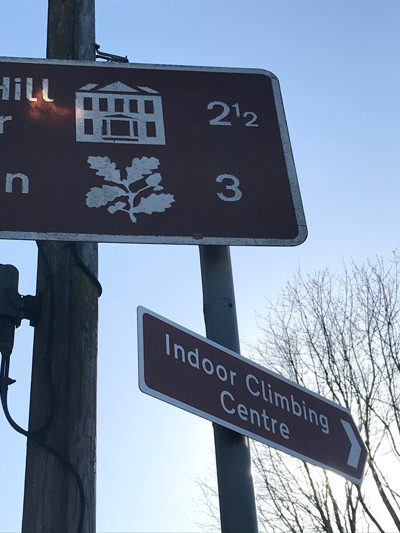 Hill
r 2½
n 3
Indoor Climbing
Centre